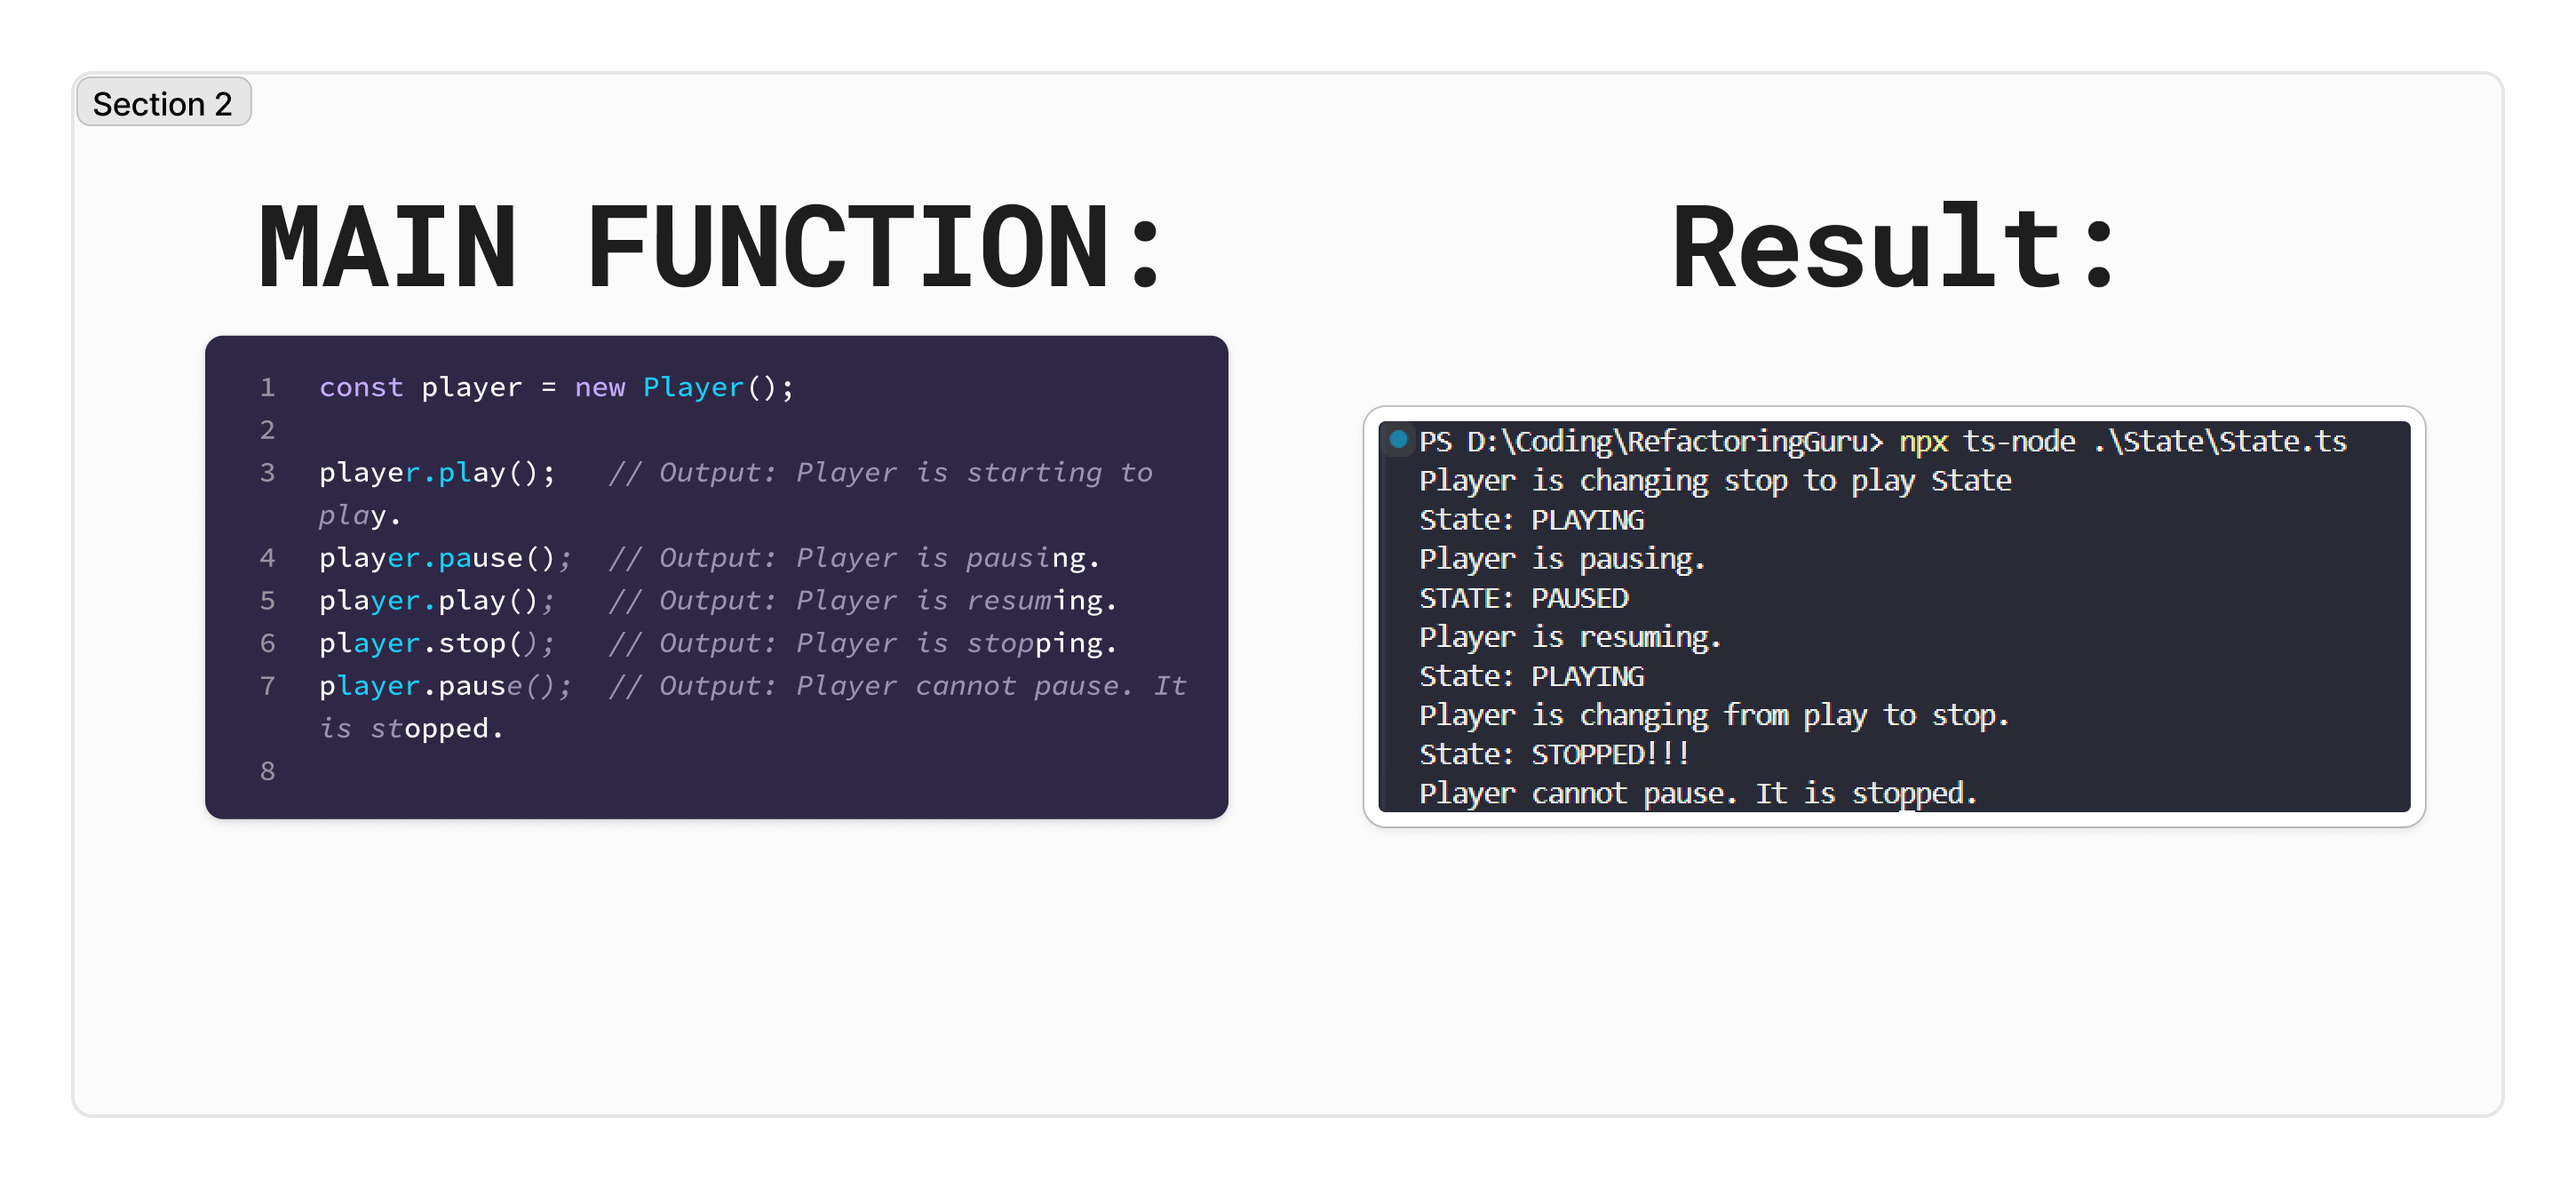 Section 2
MAIN FUNCTION:
1 const player = new Player();
2
3 player.play();   // Output: Player is starting to
play.
4 player.pause();  // Output: Player is pausing.
5 player.play();   // Output: Player is resuming.
6 player.stop();   // Output: Player is stopping.
7 player.pause();  // Output: Player cannot pause. It
is stopped.
8
Result:
PS D:\Coding\RefactoringGuru> npx ts-node .\State\State.ts
Player is changing stop to play State
State: PLAYING
Player is pausing.
STATE: PAUSED
Player is resuming.
State: PLAYING
Player is changing from play to stop.
State: STOPPED!!!
Player cannot pause. It is stopped.